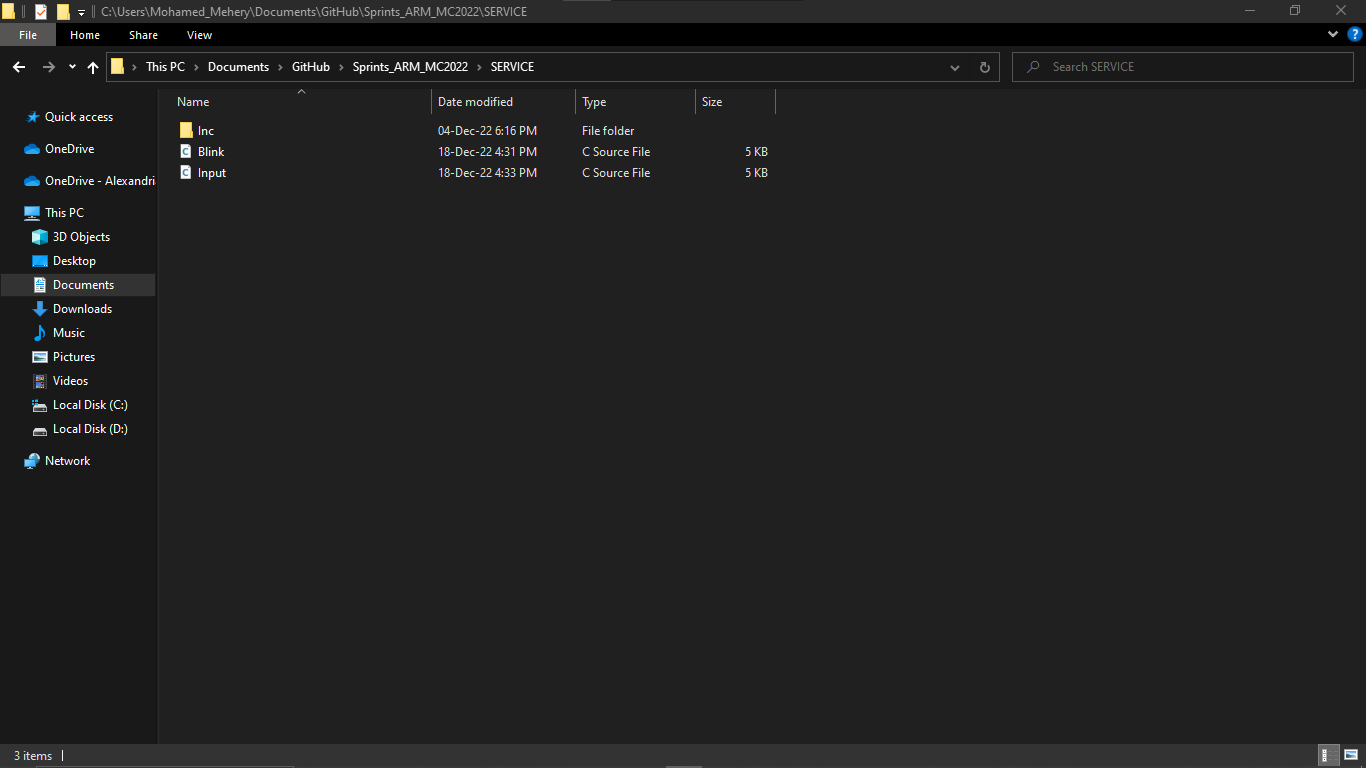 C:\Users\Mohamed_Mehery\Documents\GitHub\Sprints_ARM_MC2022\SERVICE
File Home Share View
This PC Documents GitHub Sprints_ARM_MC2022 SERVICE
Search SERVICE
Name Date modified Type Size
Inc 04-Dec-22 6:16 PM File folder
Blink 18-Dec-22 4:31 PM C Source File 5 KB
Input 18-Dec-22 4:33 PM C Source File 5 KB
Quick access
OneDrive
OneDrive - Alexandri
This PC
3D Objects
Desktop
Documents
Downloads
Music
Pictures
Videos
Local Disk (C:)
Local Disk (D:)
Network
3 items